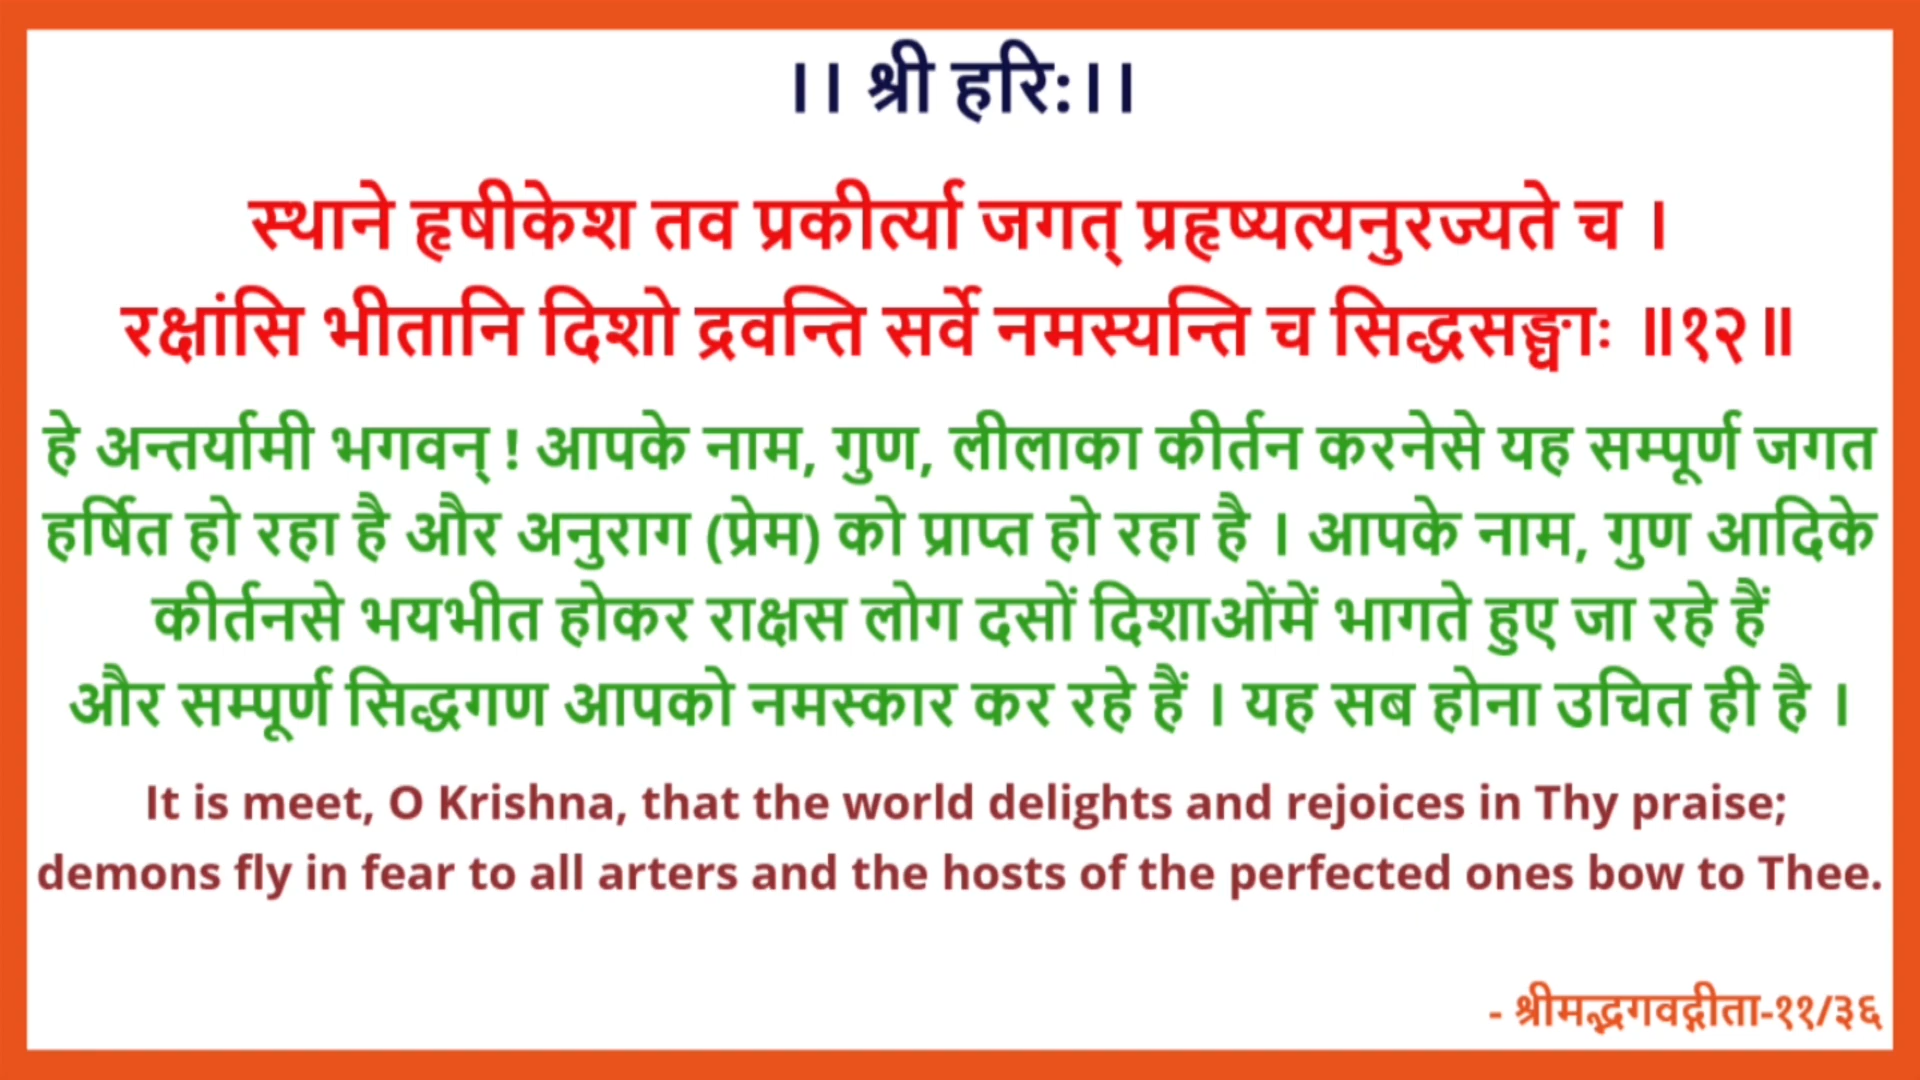 ।। श्री हरि:।।
स्थाने हृषीकेश तव प्रकीर्त्या जगत् प्रहृष्यत्यनुरज्यते च ।
रक्षांसि भीतानि दिशो द्रवन्ति सर्वे नमस्यन्ति च सिद्धसङ्घाः ॥१२॥
हे अन्तर्यामी भगवन् ! आपके नाम, गुण, लीलाका कीर्तन करनेसे यह सम्पूर्ण जगत
हर्षित हो रहा है और अनुराग (प्रेम) को प्राप्त हो रहा है । आपके नाम, गुण आदिके
कीर्तनसे भयभीत होकर राक्षस लोग दसों दिशाओंमें भागते हुए जा रहे हैं
और सम्पूर्ण सिद्धगण आपको नमस्कार कर रहे हैं । यह सब होना उचित ही है ।
It is meet, O Krishna, that the world delights and rejoices in Thy praise;
demons fly in fear to all arters and the hosts of the perfected ones bow to Thee.
- श्रीमद्भगवद्गीता-११/३६